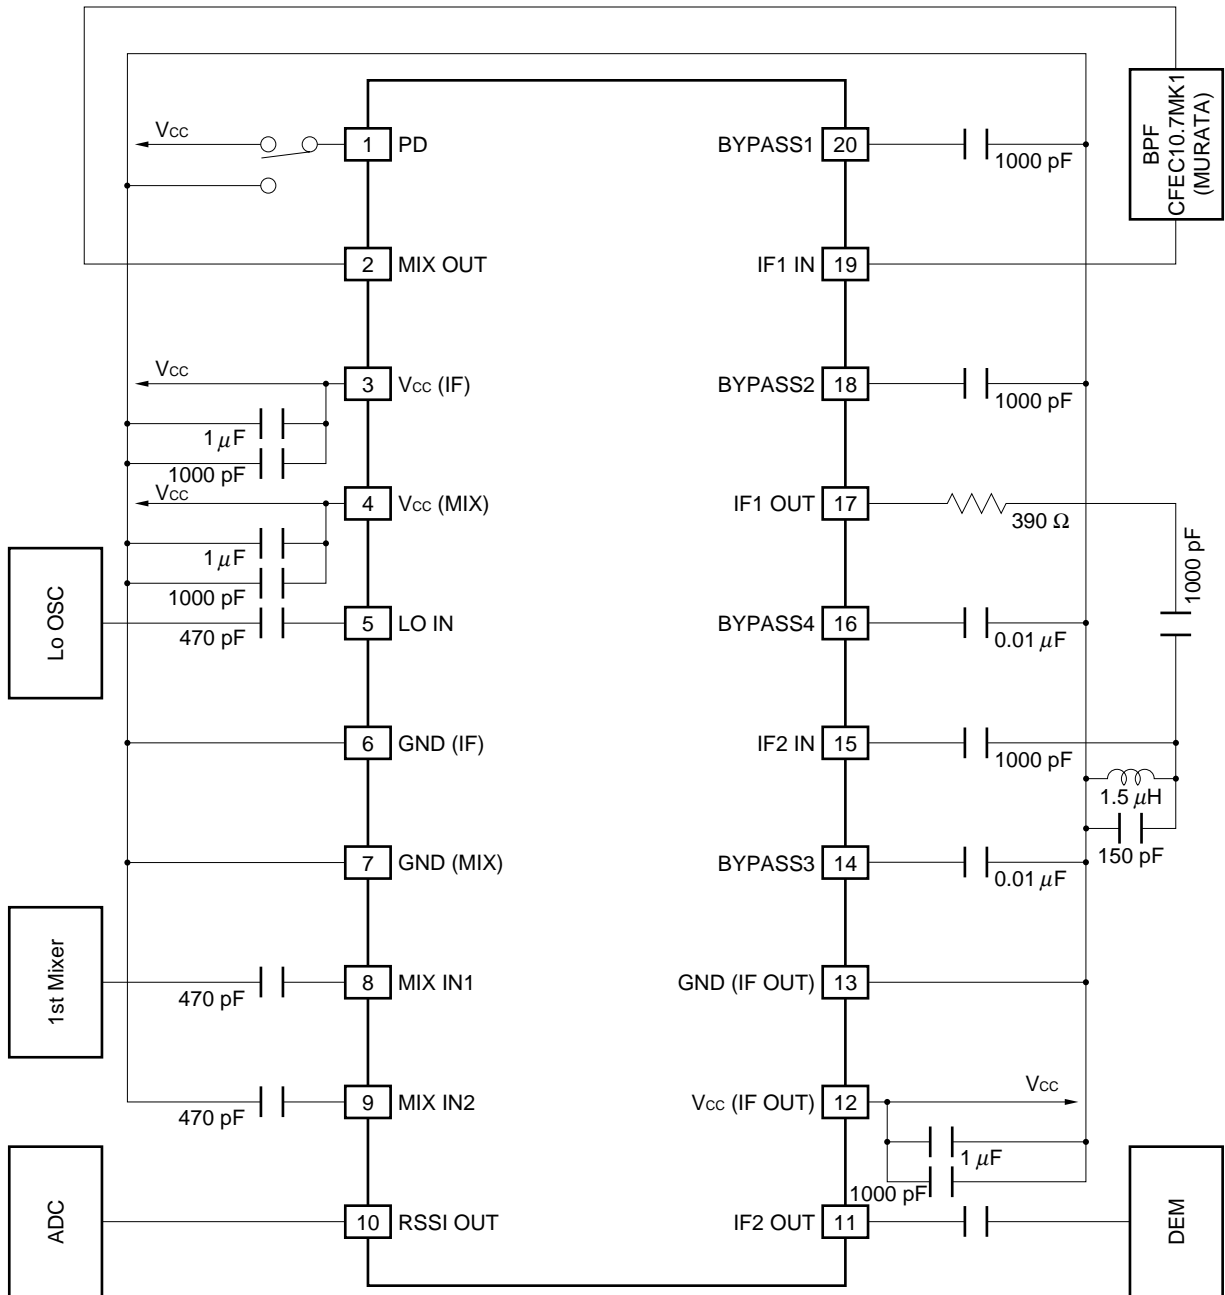 VCC
1
PD
BYPASS1
20
1000 pF
BPF
CFEC10.7MK1
(MURATA)
2
MIX OUT
IF1 IN
19
VCC
3
VCC (IF)
BYPASS2
18
1000 pF
1 µF
1000 pF
VCC
4
VCC (MIX)
IF1 OUT
17
390 Ω
1000 pF
1 µF
1000 pF
Lo OSC
470 pF
5
LO IN
BYPASS4
16
0.01 µF
6
GND (IF)
IF2 IN
15
1000 pF
1.5 µH
150 pF
7
GND (MIX)
BYPASS3
14
0.01 µF
1st Mixer
470 pF
8
MIX IN1
GND (IF OUT)
13
470 pF
9
MIX IN2
VCC (IF OUT)
12
VCC
1 µF
1000 pF
ADC
10
RSSI OUT
IF2 OUT
11
DEM